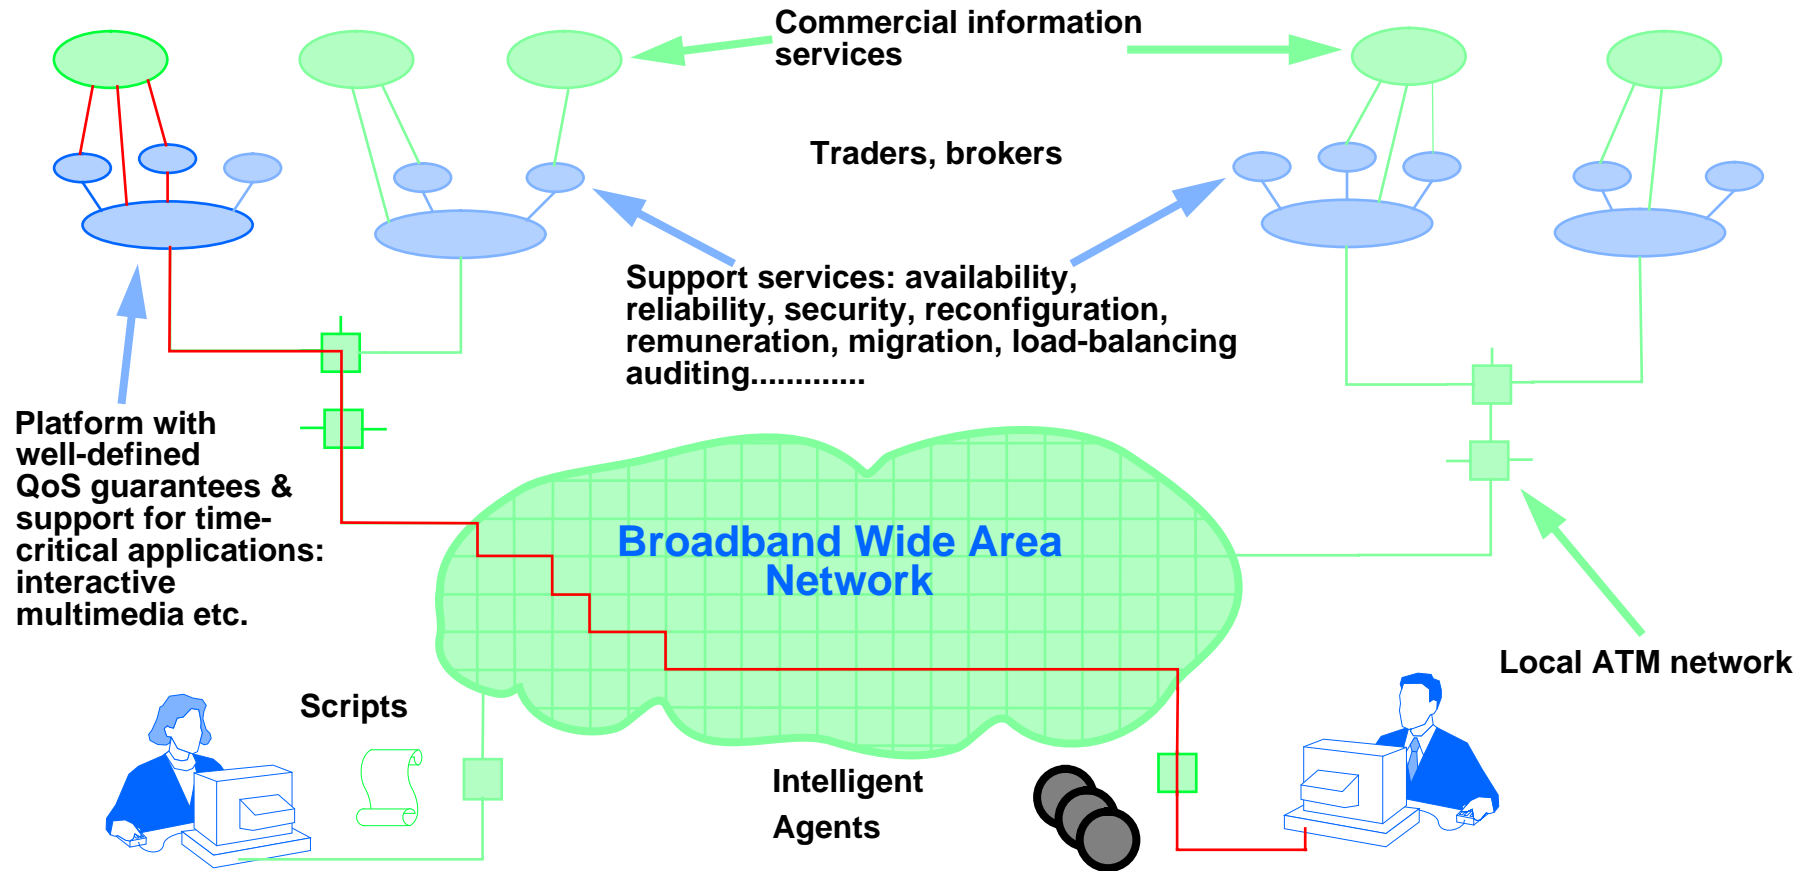 Commercial information
services
Traders, brokers
Support services: availability,
reliability, security, reconfiguration,
remuneration, migration, load-balancing
auditing.............
Platform with
well-defined
QoS guarantees &
support for time-
critical applications:
interactive
multimedia etc.
Broadband Wide Area
Network
Local ATM network
Scripts
Intelligent
Agents